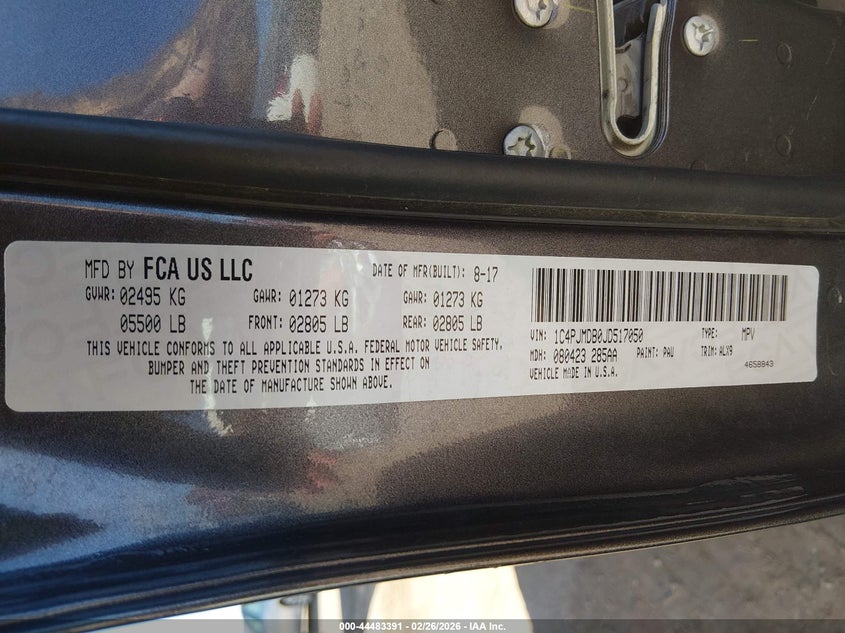 MFD BY FCA US LLC DATE OF MFR(BUILT): 8-17
GVWR: 02495 KG GAWR: 01273 KG GAWR: 01273 KG
05500 LB FRONT: 02805 LB REAR: 02805 LB
THIS VEHICLE CONFORMS TO ALL APPLICABLE U.S.A. FEDERAL MOTOR VEHICLE SAFETY,
BUMPER AND THEFT PREVENTION STANDARDS IN EFFECT ON
THE DATE OF MANUFACTURE SHOWN ABOVE.
VIN: 1C4PJMDB0JD517050 TYPE: MPV
MDH: 080423 285AA PAINT: PAU TRIM: ALX9
VEHICLE MADE IN U.S.A. 4658843
000-44483391 | 02/26/2026 | IAA Inc.